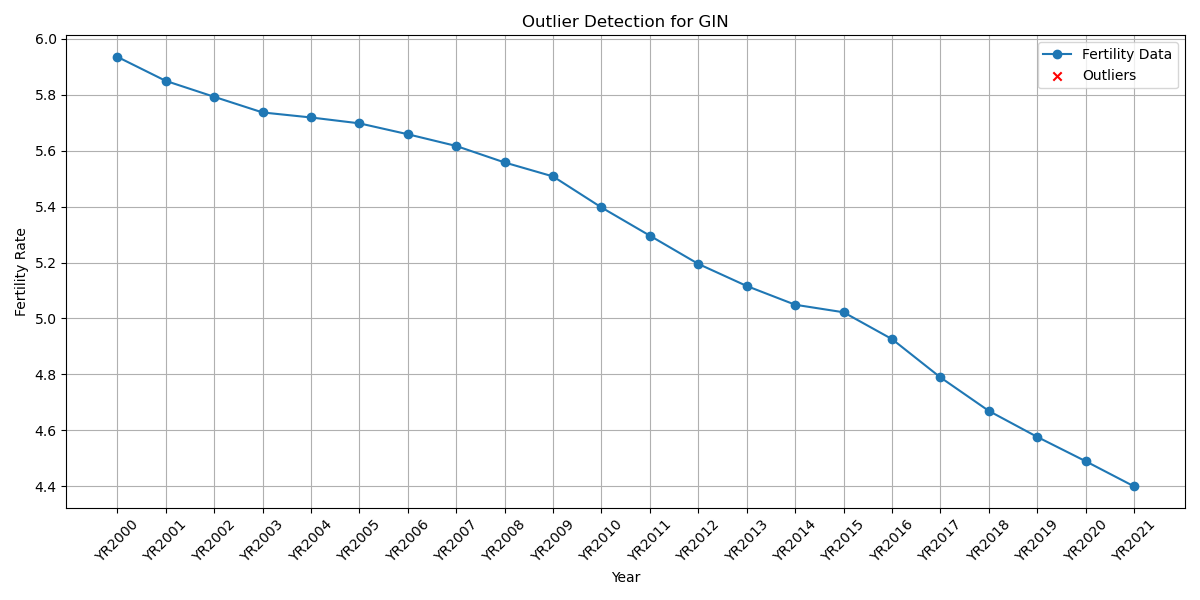 Outlier Detection for GIN
Fertility Data
Outliers
Fertility Rate
6.0
5.8
5.6
5.4
5.2
5.0
4.8
4.6
4.4
YR2000
YR2001
YR2002
YR2003
YR2004
YR2005
YR2006
YR2007
YR2008
YR2009
YR2010
YR2011
YR2012
YR2013
YR2014
YR2015
YR2016
YR2017
YR2018
YR2019
YR2020
YR2021
Year